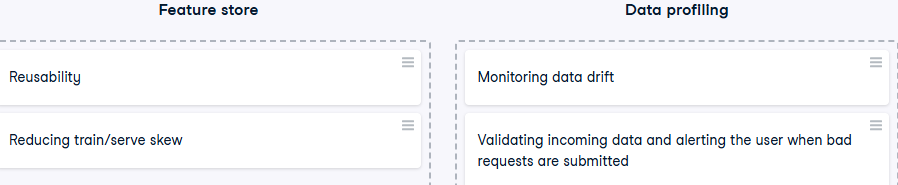 Feature store
Data profiling
Reusability
Monitoring data drift
Reducing train/serve skew
Validating incoming data and alerting the user when bad
requests are submitted